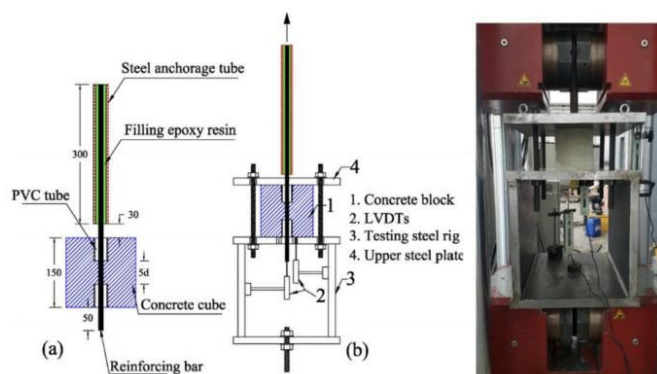 Steel anchorage tube
Filling epoxy resin
300
PVC tube
30
150
5d
Concrete cube
50
(a)
Reinforcing bar
4
1
1. Concrete block
2. LVDTs
3. Testing steel rig
4. Upper steel plate
2
3
(b)